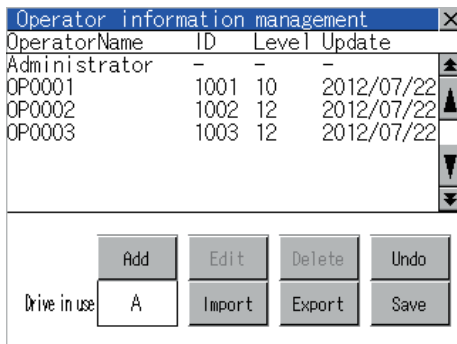 Operator information management
OperatorName ID Level Update
Administrator - - -
OP0001 1001 10 2012/07/22
OP0002 1002 12 2012/07/22
OP0003 1003 12 2012/07/22
Add Edit Delete Undo
Drive in use A Import Export Save